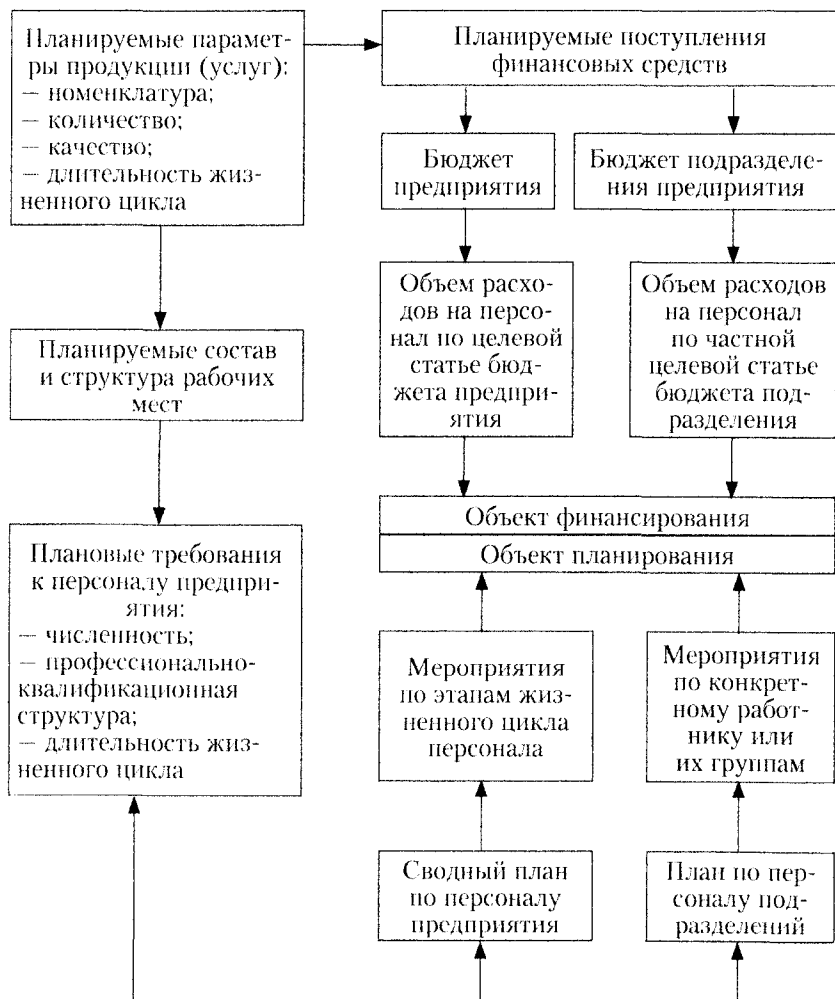 Планируемые парамет-
ры продукции (услуг):
— номенклатура;
— количество;
— качество;
— длительность жиз-
ненного цикла
Планируемые поступления
финансовых средств
Бюджет
предприятия
Бюджет подразделе-
ния предприятия
Объем расхо-
дов на персо-
нал по целевой
статье бюд-
жета предпри-
ятия
Объем расходов
на персонал
по частной
целевой статье
бюджета под-
разделения
Планируемые состав
и структура рабочих
мест
Объект финансирования
Объект планирования
Плановые требования
к персоналу предпри-
ятия:
— численность;
— профессионально-
квалификационная
структура;
— длительность жиз-
ненного цикла
Мероприятия
по этапам жиз-
ненного цикла
персонала
Мероприятия
по конкрет-
ному работ-
нику или
их группам
Сводный план
по персоналу
предприятия
План по пер-
соналу под-
разделений